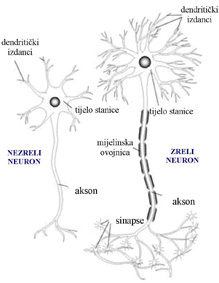 dendritički
izdanci
dendritički
izdanci
tijelo stanice
tijelo stanice
mijelinska
ovojnica
NEZRELI
NEURON
ZRELI
NEURON
akson
akson
sinapse